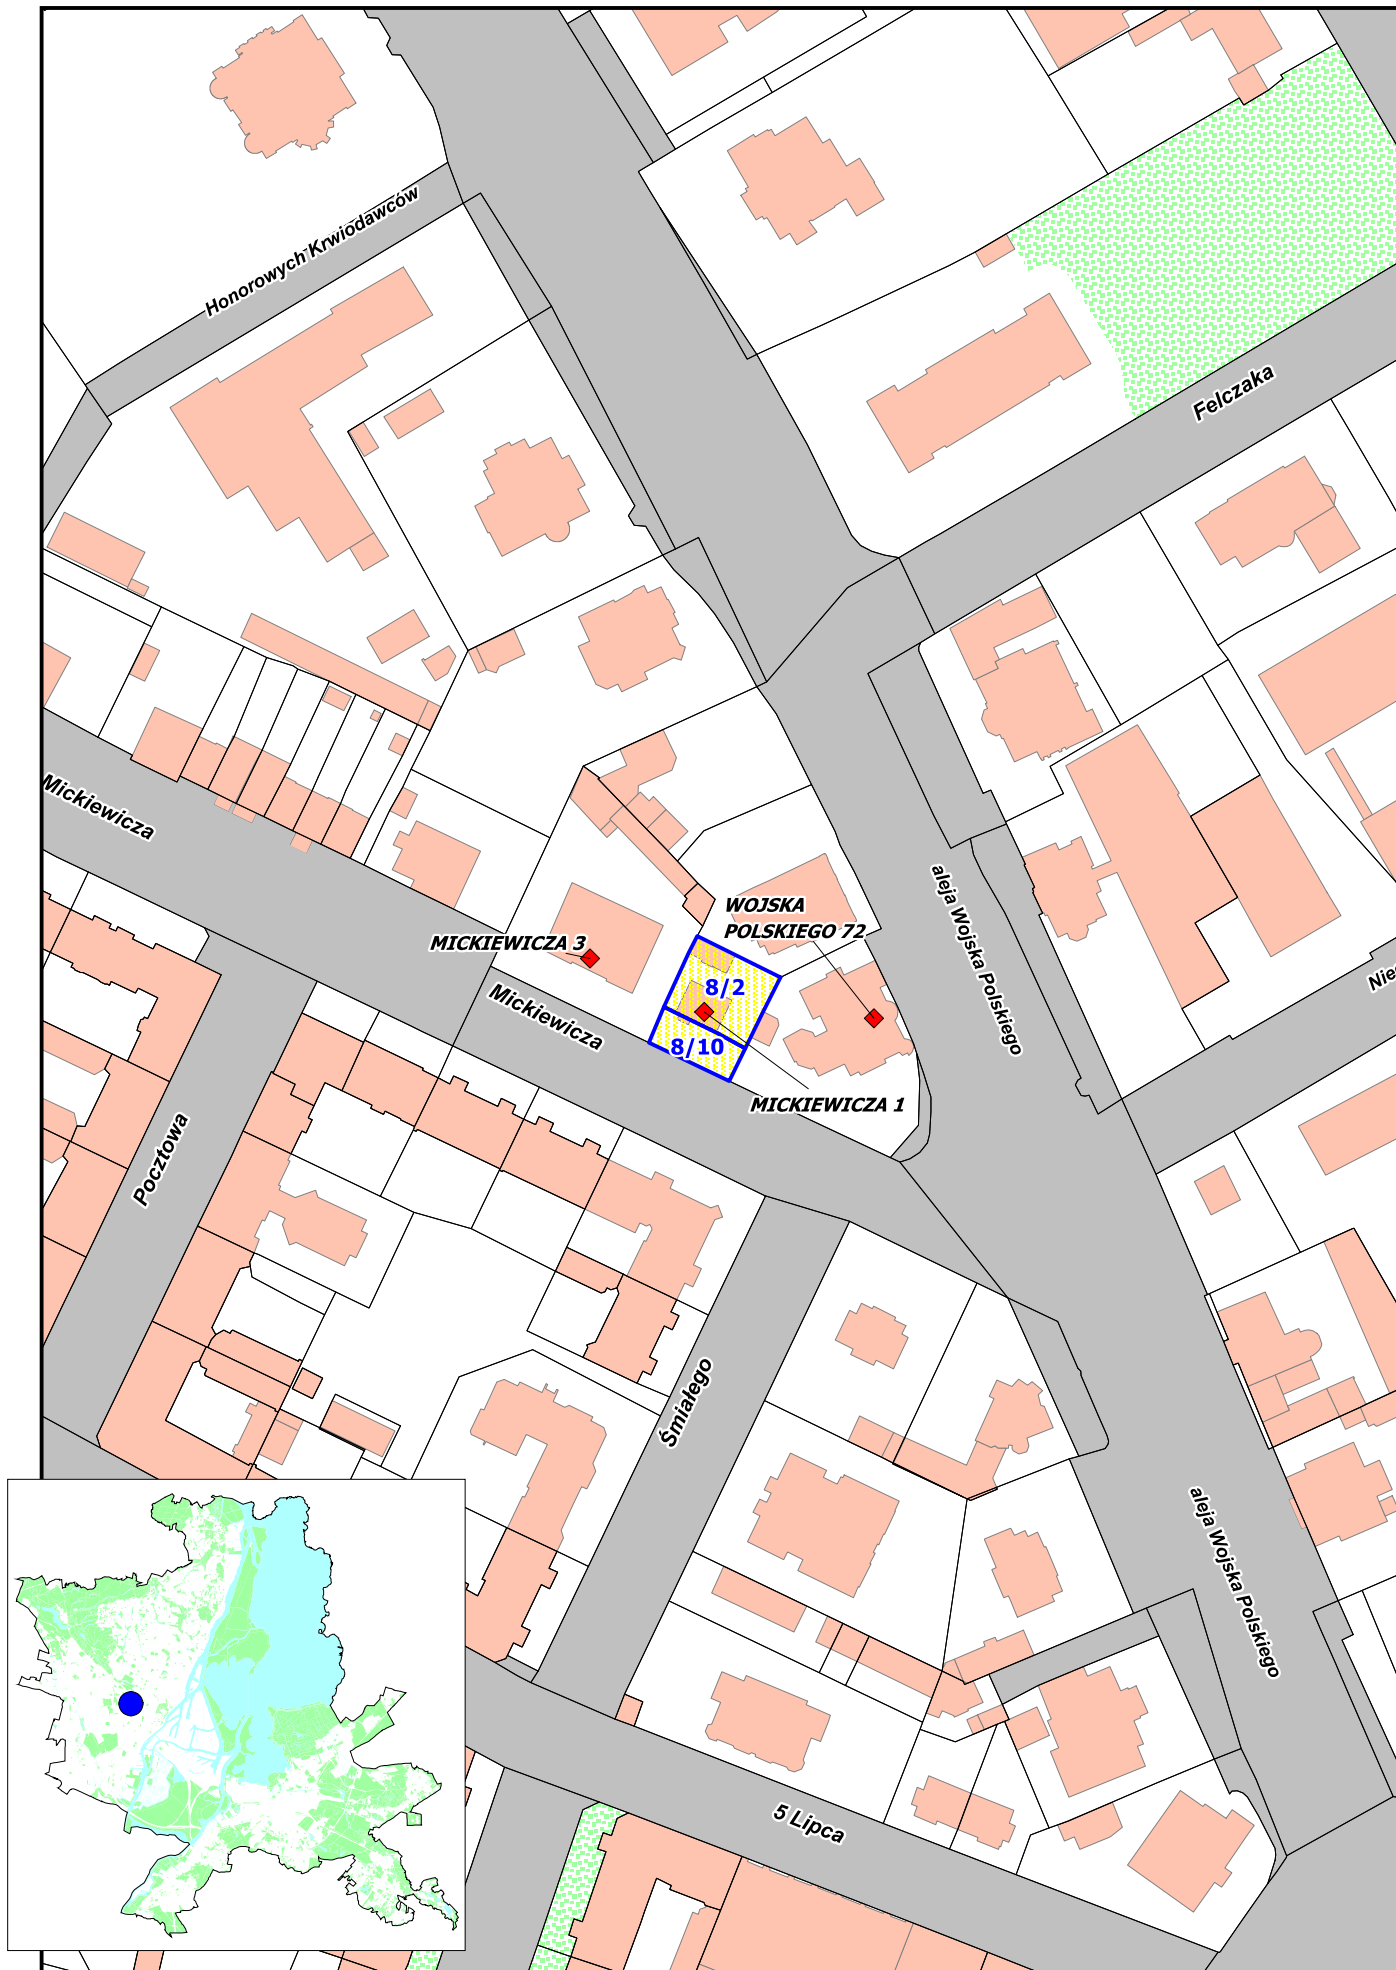 Honorowych Krwiodawców
Felczaka
Mickiewicza
WOJSKA
POLSKIEGO 72
aleja Wojska Polskiego
MICKIEWICZA 3
8/2
Mickiewicza
8/10
MICKIEWICZA 1
Pocztowa
Śmiałego
aleja Wojska Polskiego
5 Lipca